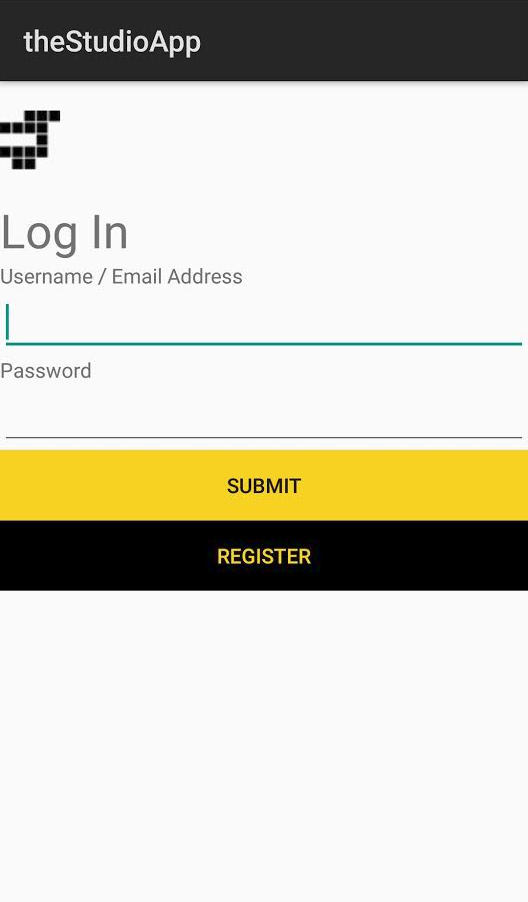 theStudioApp
Log In
Username / Email Address
Password
SUBMIT
REGISTER